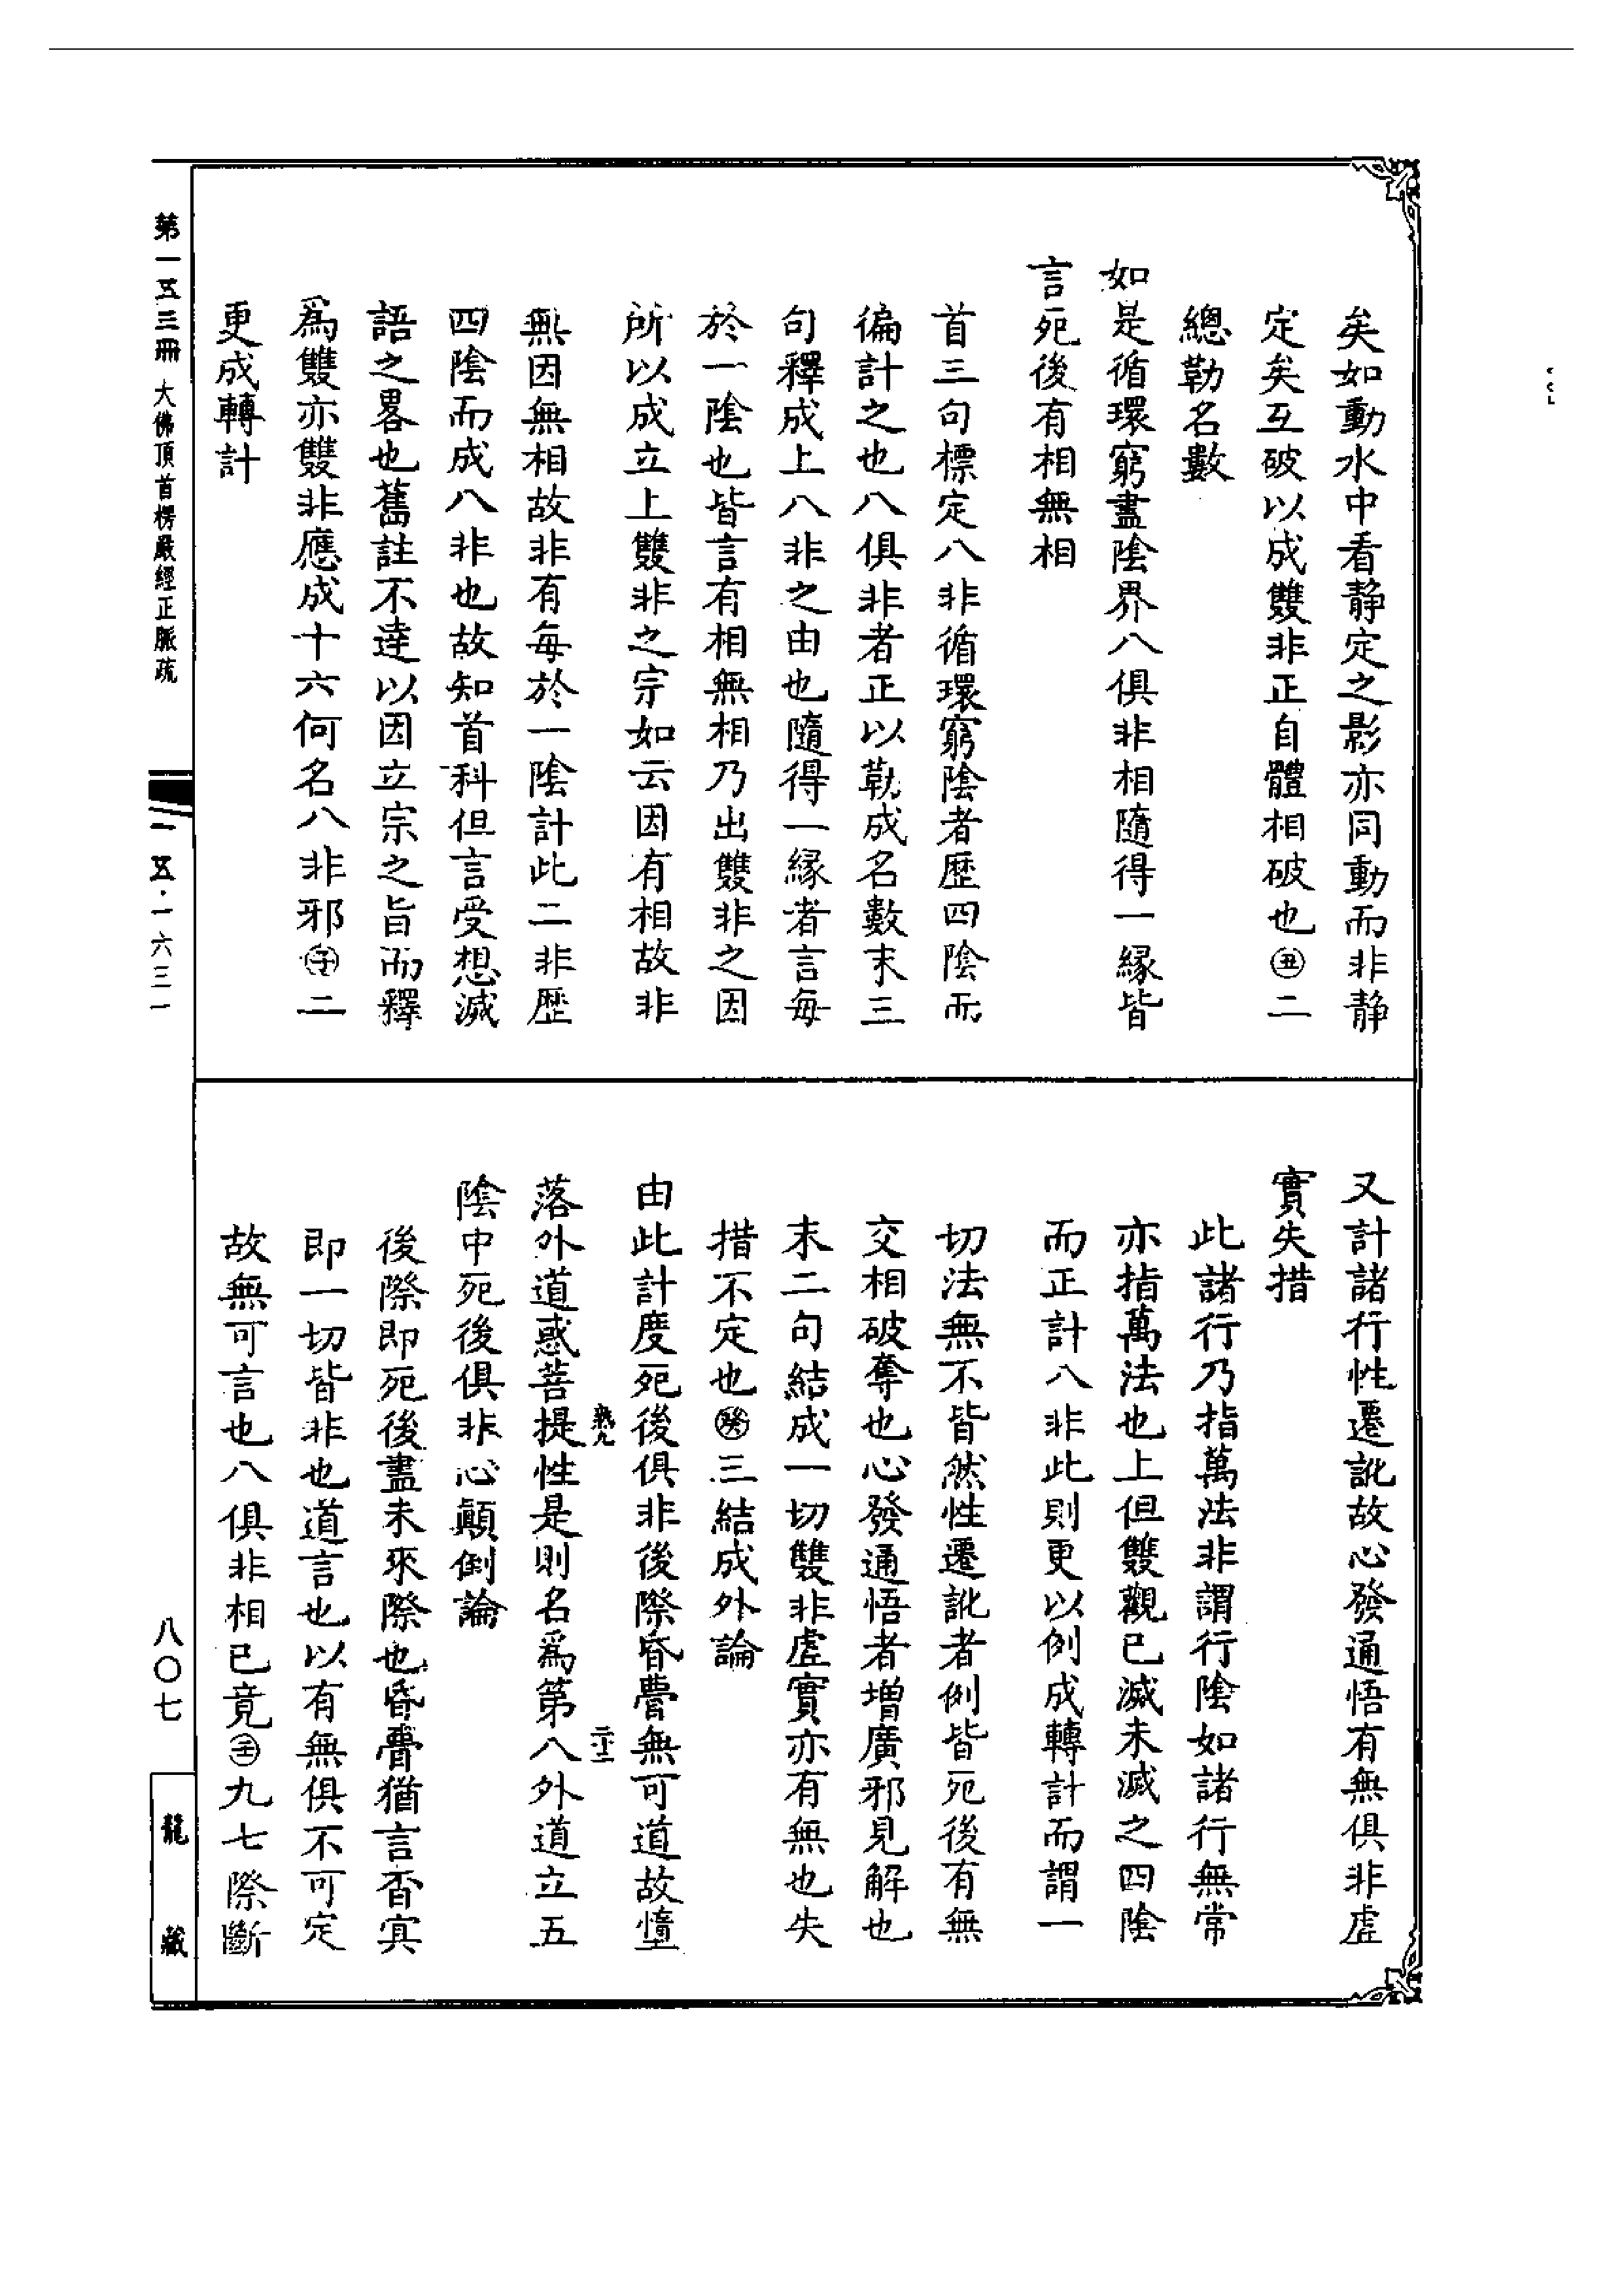 矣如動水中看靜定之影亦同動而非靜
定矣互破以成雙非正自體相破也㊄二
總勒名數
如是循環窮盡陰界八俱非相隨得一緣皆
言死後有相無相
首三句標定八非循環窮陰者歷四陰而
徧計之也八俱非者正以勒成名數末三
句釋成上八非之由也隨得一緣者言每
於一陰也皆言有相無相乃出雙非之因
所以成立上雙非之宗如云因有相故非
無因無相故非有每於一陰計此二非歷
四陰而成八非也故知首科但言受想滅
語之畧也舊註不達以因立宗之旨而釋
為雙亦雙非應成十六何名八非邪子二
更成轉計
又計諸行性遷訛故心發通悟有無俱非虛
實失措
此諸行乃指萬法非謂行陰如諸行無常
亦指萬法也上但雙觀已滅未滅之四陰
而正計八非此則更以例成轉計而謂一
切法無不皆然性遷訛者例皆死後有無
交相破奪也心發通悟者增廣邪見解也
末二句結成一切雙非虛實亦有無也失
措不定也癸三結成外論
由此計度死後俱非後際昏瞢無可道故墮
落外道惑菩提性是則名為第八外道立五
陰中死後俱非心顛倒論
後際即死後盡未來際也昏瞢猶言杳冥
即一切皆非也道言也以有無俱不可定
故無可言也八俱非相已竟壬九七際斷
第一五三冊 大佛頂首楞嚴經正脈疏
一五·一六三一
八〇七
龍藏